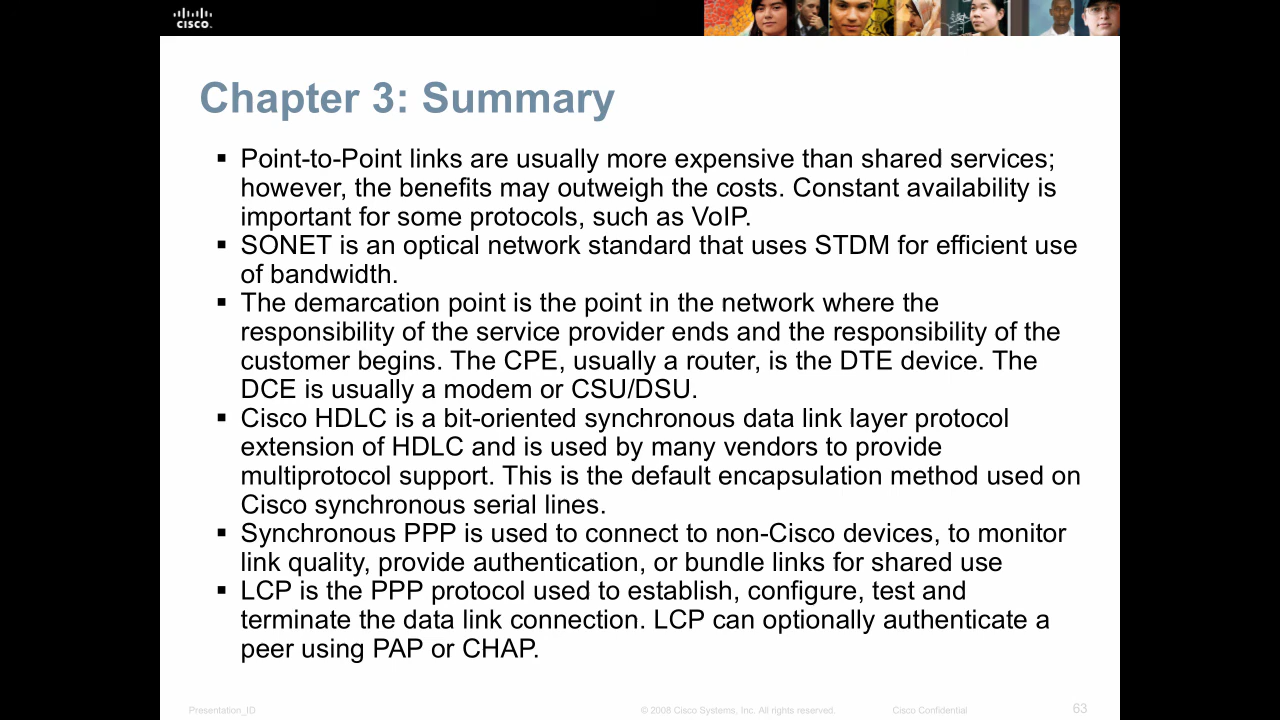 CISCO
Chapter 3: Summary
▪ Point-to-Point links are usually more expensive than shared services;
however, the benefits may outweigh the costs. Constant availability is
important for some protocols, such as VoIP.
▪ SONET is an optical network standard that uses STDM for efficient use
of bandwidth.
▪ The demarcation point is the point in the network where the
responsibility of the service provider ends and the responsibility of the
customer begins. The CPE, usually a router, is the DTE device. The
DCE is usually a modem or CSU/DSU.
▪ Cisco HDLC is a bit-oriented synchronous data link layer protocol
extension of HDLC and is used by many vendors to provide
multiprotocol support. This is the default encapsulation method used on
Cisco synchronous serial lines.
▪ Synchronous PPP is used to connect to non-Cisco devices, to monitor
link quality, provide authentication, or bundle links for shared use
▪ LCP is the PPP protocol used to establish, configure, test and
terminate the data link connection. LCP can optionally authenticate a
peer using PAP or CHAP.
Presentation_ID © 2008 Cisco Systems, Inc. All rights reserved. Cisco Confidential 63